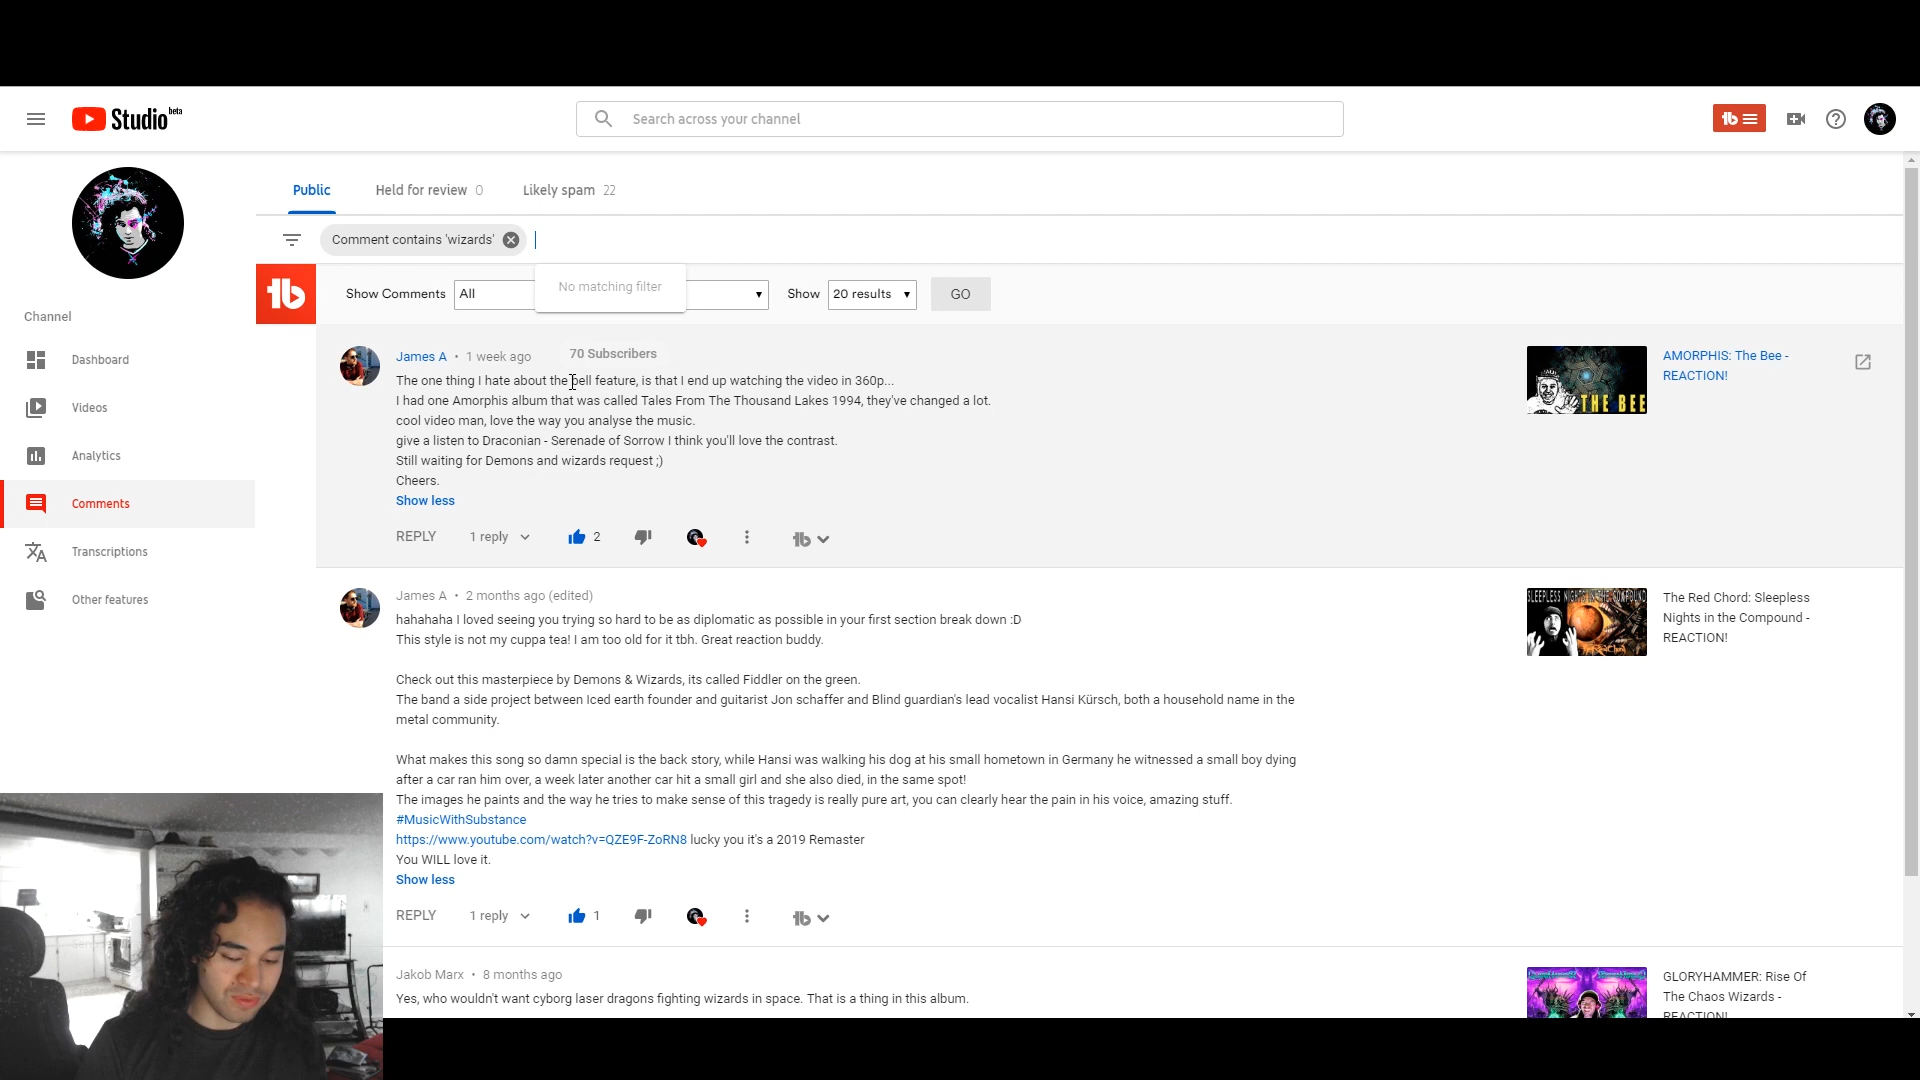 Studio beta
Search across your channel
Public
Held for review 0
Likely spam 22
Comment contains 'wizards'
No matching filter
Show Comments
All
Show
20 results
GO
Channel
Dashboard
Videos
Analytics
Comments
Transcriptions
Other features
James A • 1 week ago
70 Subscribers
The one thing I hate about the bell feature, is that I end up watching the video in 360p...
I had one Amorphis album that was called Tales From The Thousand Lakes 1994, they've changed a lot.
cool video man, love the way you analyse the music.
give a listen to Draconian - Serenade of Sorrow I think you'll love the contrast.
Still waiting for Demons and wizards request ;)
Cheers.
Show less
REPLY
1 reply
2
THE BEE
AMORPHIS: The Bee -
REACTION!
James A • 2 months ago (edited)
hahahaha I loved seeing you trying so hard to be as diplomatic as possible in your first section break down :D
This style is not my cuppa tea! I am too old for it tbh. Great reaction buddy.
Check out this masterpiece by Demons & Wizards, its called Fiddler on the green.
The band a side project between Iced earth founder and guitarist Jon schaffer and Blind guardian's lead vocalist Hansi Kürsch, both a household name in the
metal community.
What makes this song so damn special is the back story, while Hansi was walking his dog at his small hometown in Germany he witnessed a small boy dying
after a car ran him over, a week later another car hit a small girl and she also died, in the same spot!
The images he paints and the way he tries to make sense of this tragedy is really pure art, you can clearly hear the pain in his voice, amazing stuff.
#MusicWithSubstance
https://www.youtube.com/watch?v=QZE9F-ZoRN8 lucky you it's a 2019 Remaster
You WILL love it.
Show less
REPLY
1 reply
1
SLEEPLESS NIGHTS IN THE COMPOUND
The Red Chord: Sleepless
Nights in the Compound -
REACTION!
Jakob Marx • 8 months ago
Yes, who wouldn't want cyborg laser dragons fighting wizards in space. That is a thing in this album.
GLORYHAMMER: Rise Of
The Chaos Wizards -
REACTION!